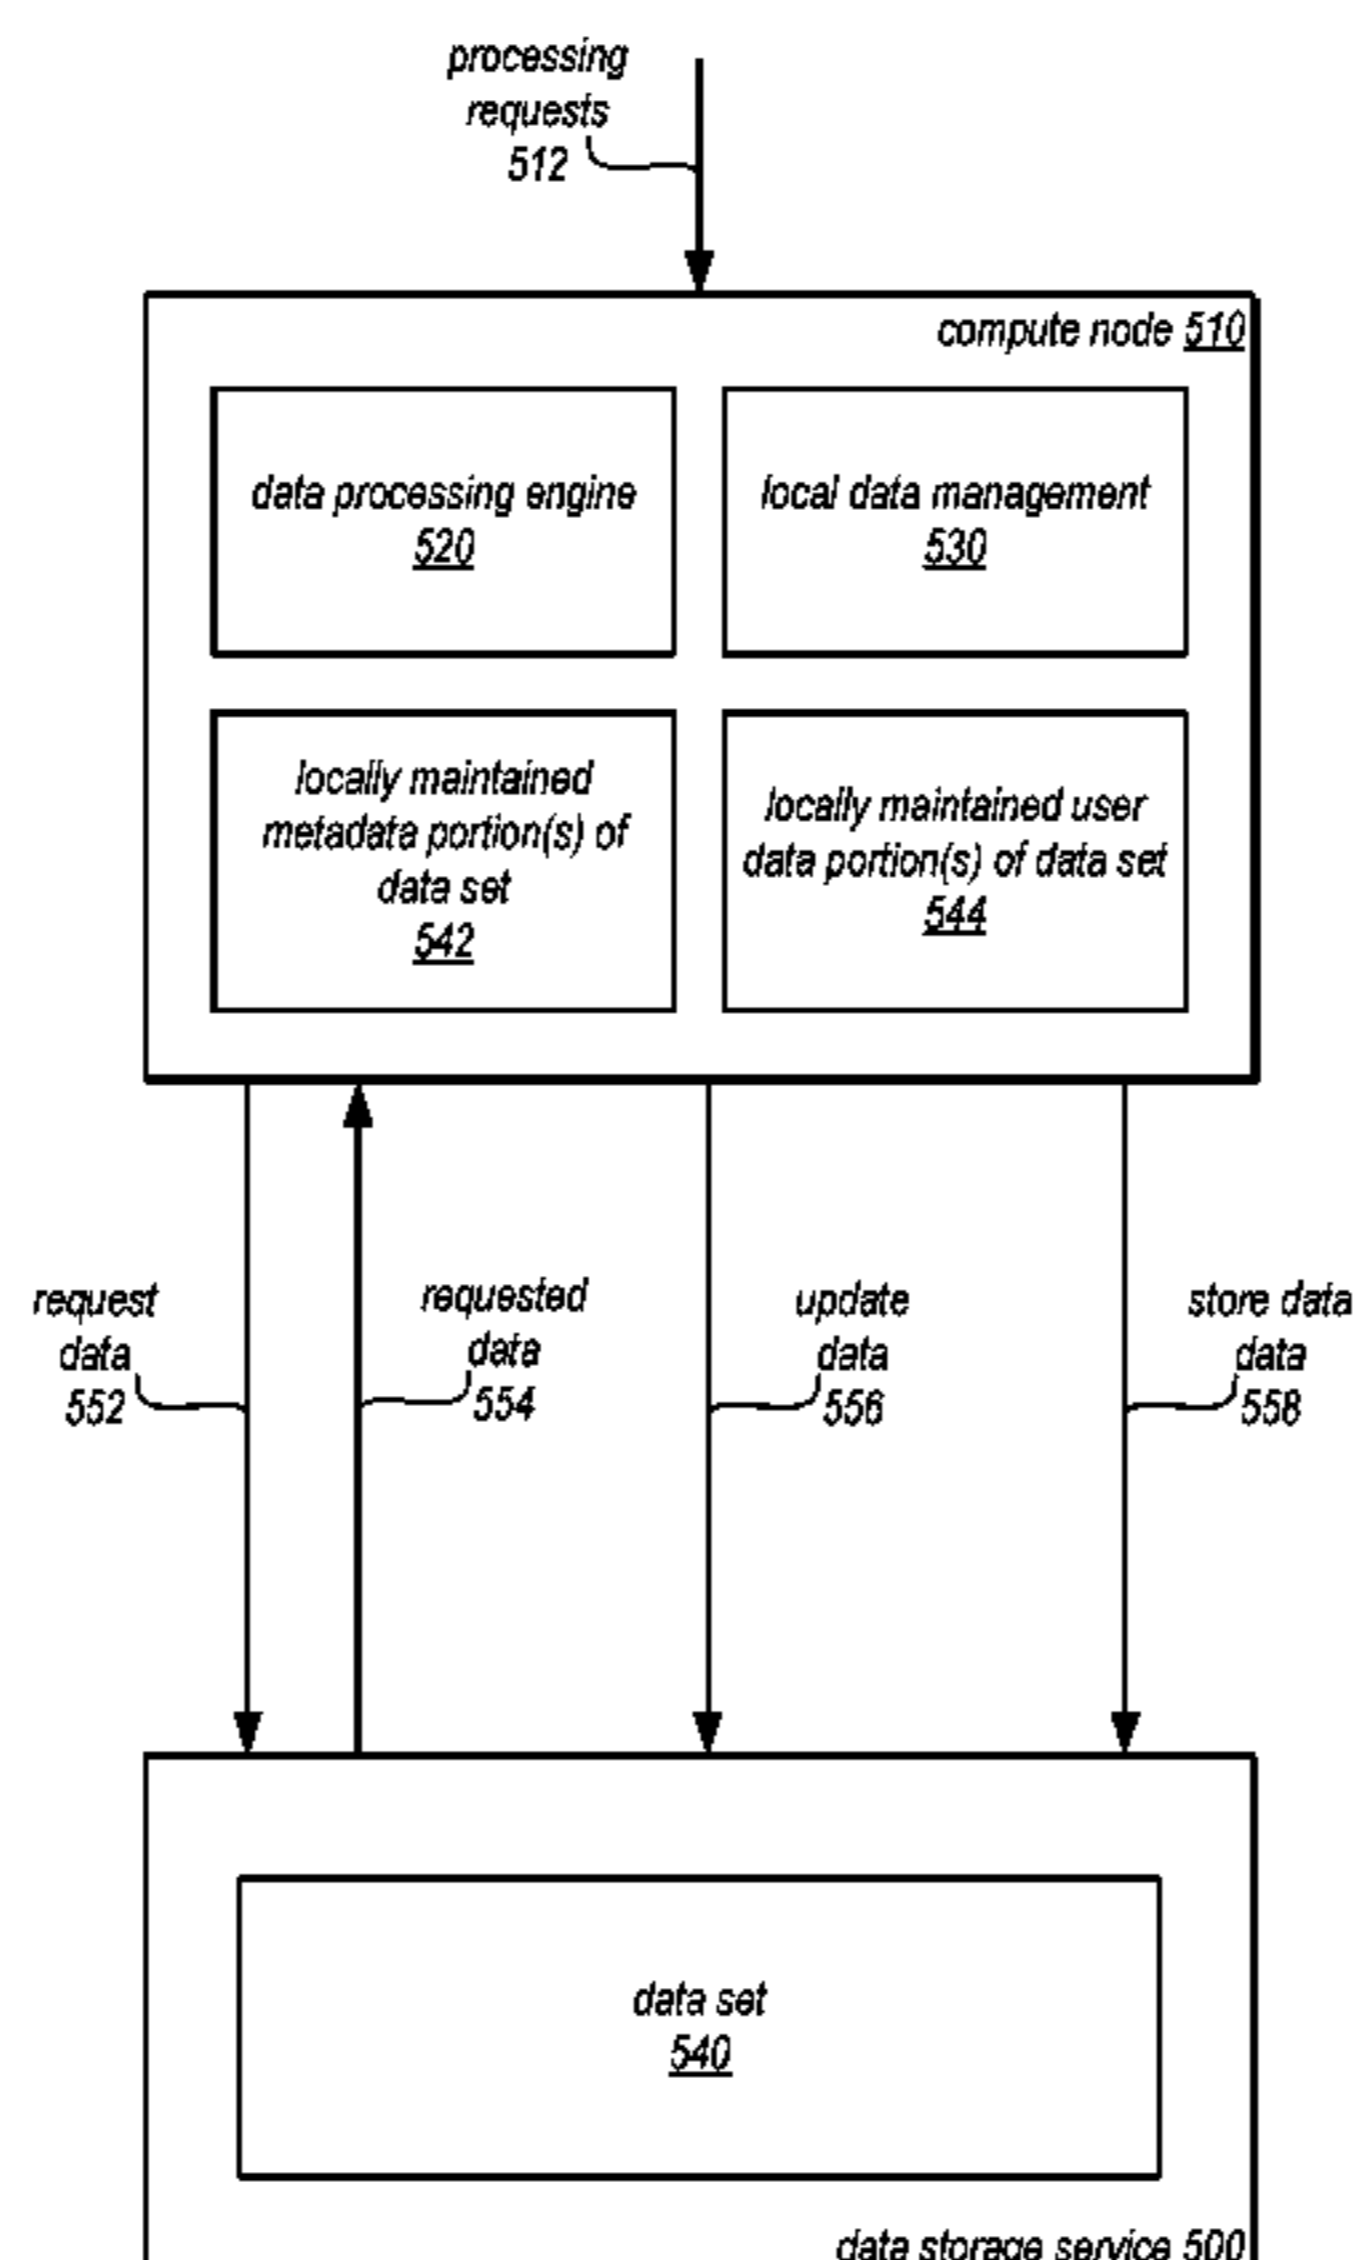 processing
requests
512
compute node 510
data processing engine
520
local data management
530
locally maintained
metadata portion(s) of
data set
542
locally maintained user
data portion(s) of data set
544
request
data
552
requested
data
554
update
data
556
store data
data
558
data set
540
data storage service 500